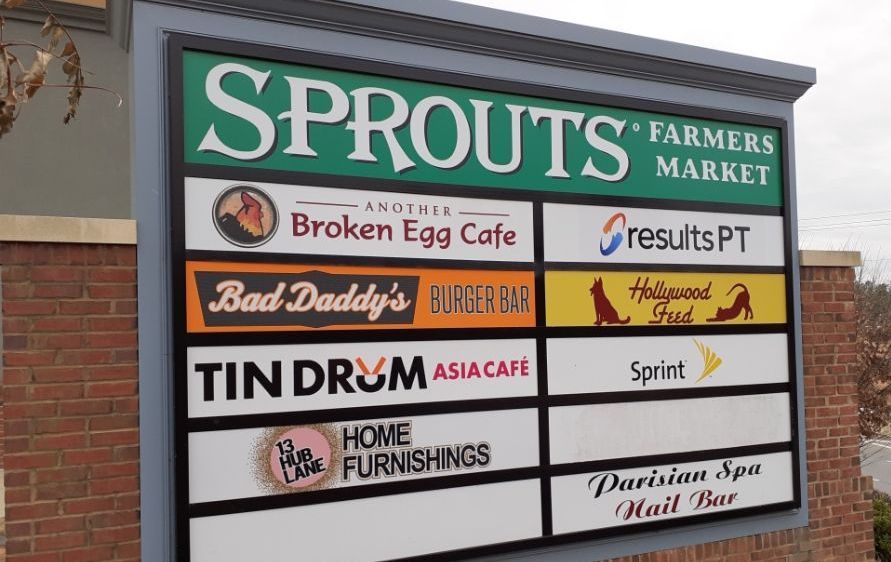 SPROUTS FARMERS
MARKET
ANOTHER
Broken Egg Cafe
resultsPT
Bad Daddy's BURGER BAR
Hollywood
Feed
TIN DRUM ASIA CAFÉ
Sprint
13
HUB
LANE
HOME
FURNISHINGS
Parisian Spa
Nail Bar